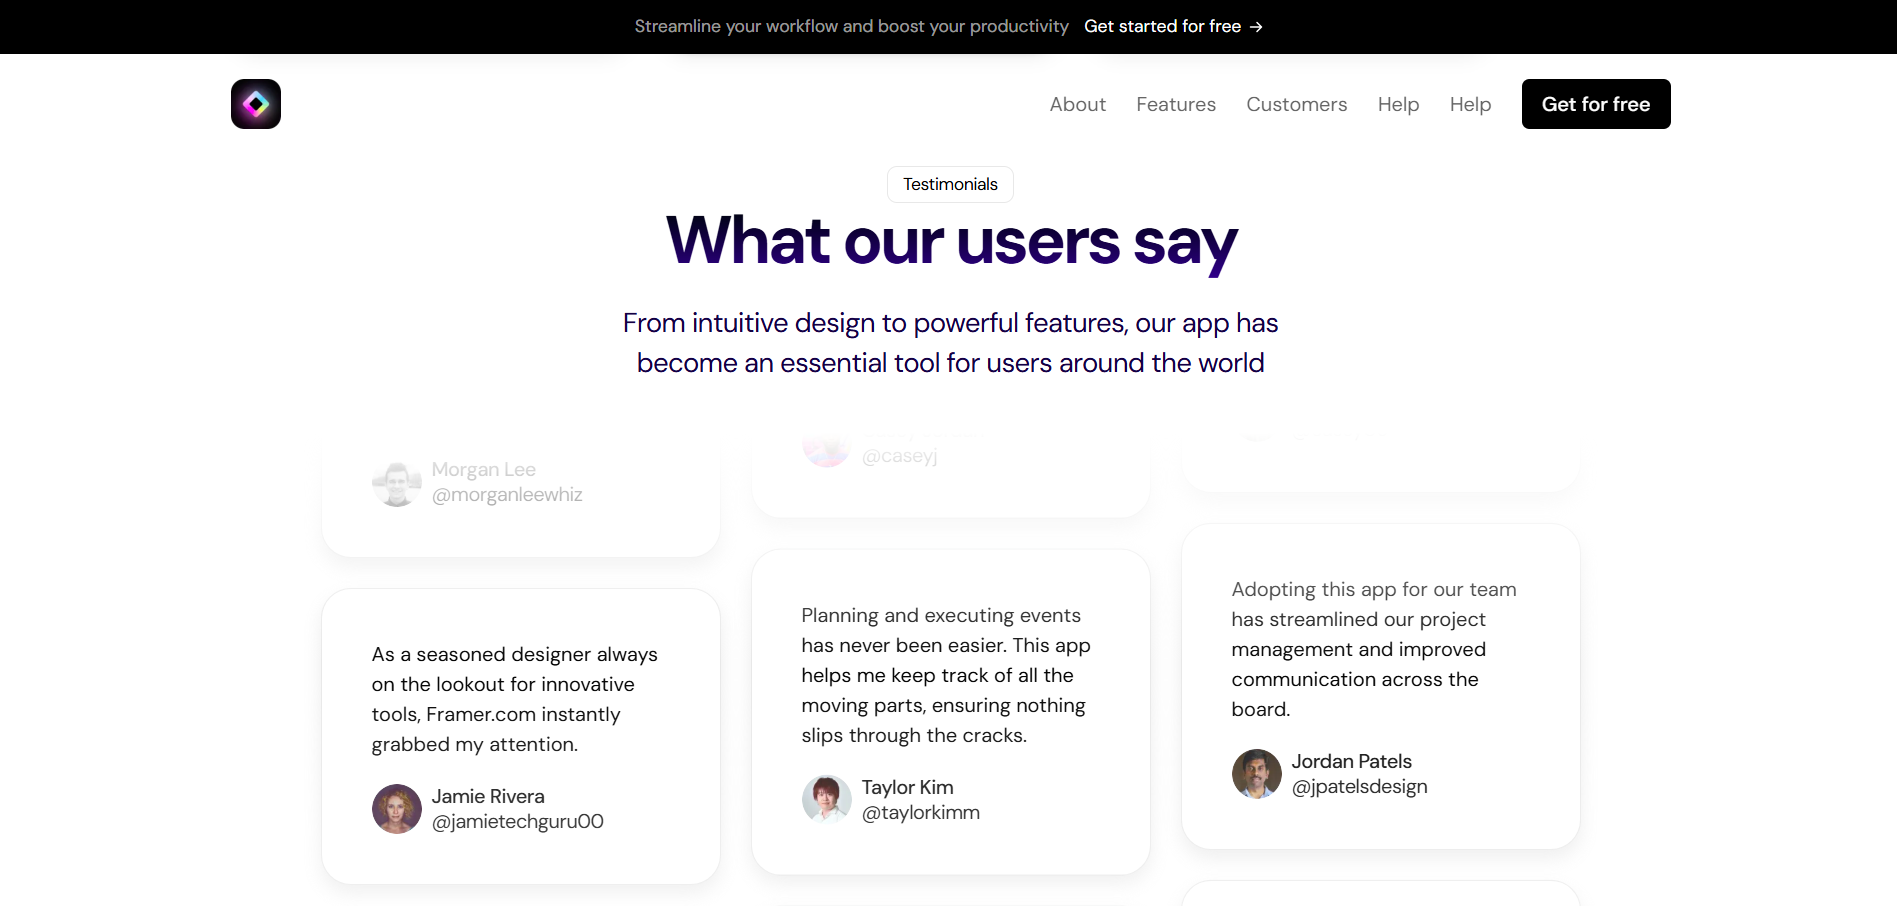 Streamline your workflow and boost your productivity Get started for free →
About Features Customers Help Help Get for free
Testimonials
What our users say
From intuitive design to powerful features, our app has
become an essential tool for users around the world
Morgan Lee
@morganleewhiz
@caseyj
As a seasoned designer always
on the lookout for innovative
tools, Framer.com instantly
grabbed my attention.
Jamie Rivera
@jamietechguru00
Planning and executing events
has never been easier. This app
helps me keep track of all the
moving parts, ensuring nothing
slips through the cracks.
Taylor Kim
@taylorkimm
Adopting this app for our team
has streamlined our project
management and improved
communication across the
board.
Jordan Patels
@jpatelsdesign